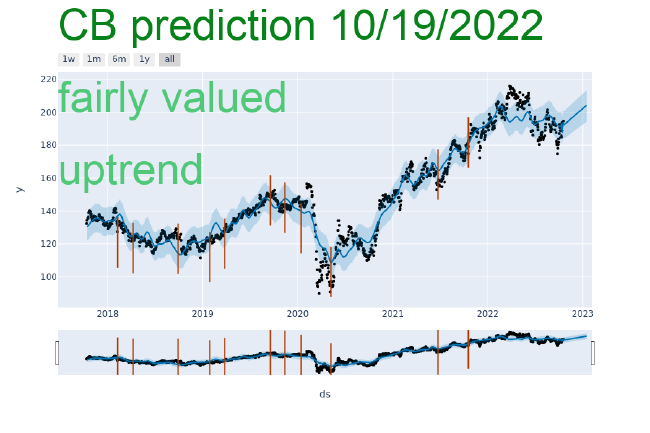 CB prediction 10/19/2022
1w 1m 6m 1y all
fairly valued
uptrend
220
200
180
160
140
120
100
y
2018 2019 2020 2021 2022 2023
ds